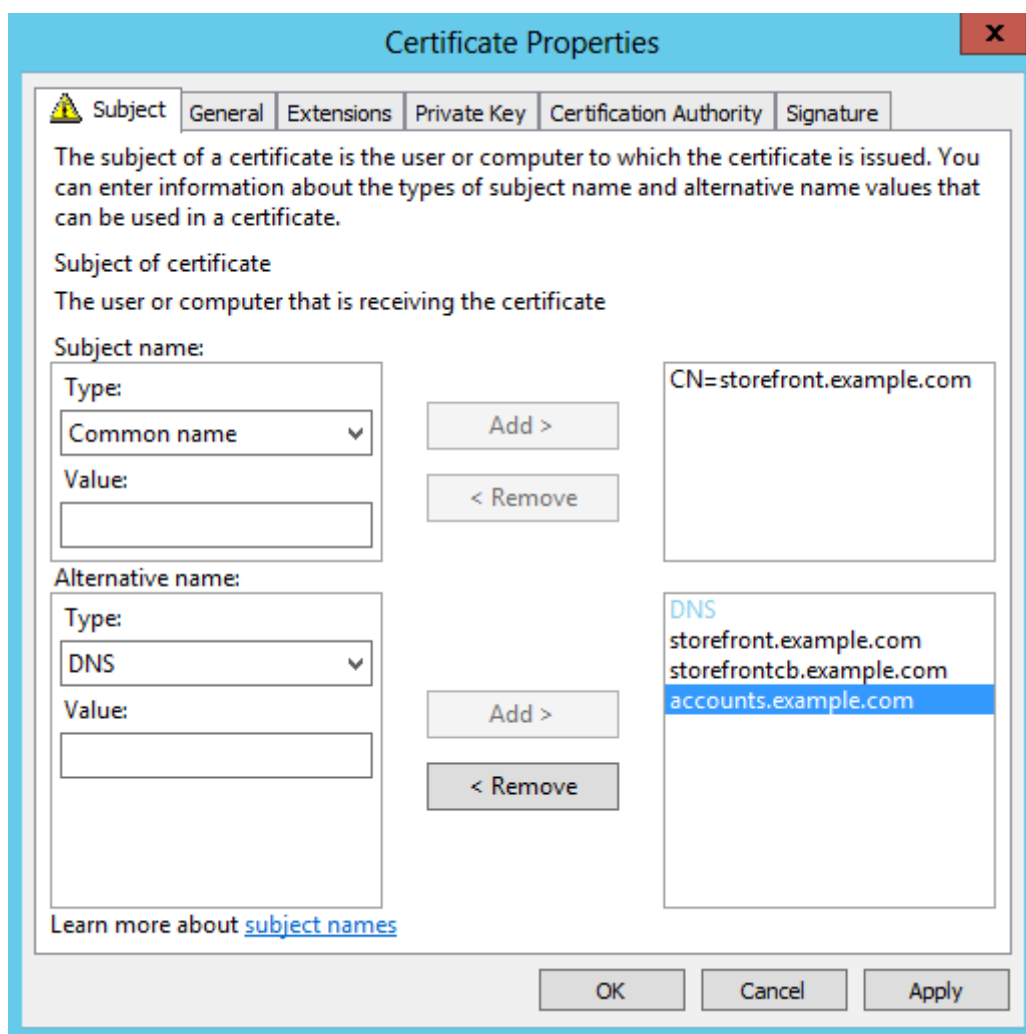 Certificate Properties
x
Subject General Extensions Private Key Certification Authority Signature
The subject of a certificate is the user or computer to which the certificate is issued. You
can enter information about the types of subject name and alternative name values that
can be used in a certificate.
Subject of certificate
The user or computer that is receiving the certificate
Subject name:
Type:
Common name
Value:
Add >
< Remove
CN=storefront.example.com
Alternative name:
Type:
DNS
Value:
Add >
< Remove
DNS
storefront.example.com
storefrontcb.example.com
accounts.example.com
Learn more about subject names
OK Cancel Apply